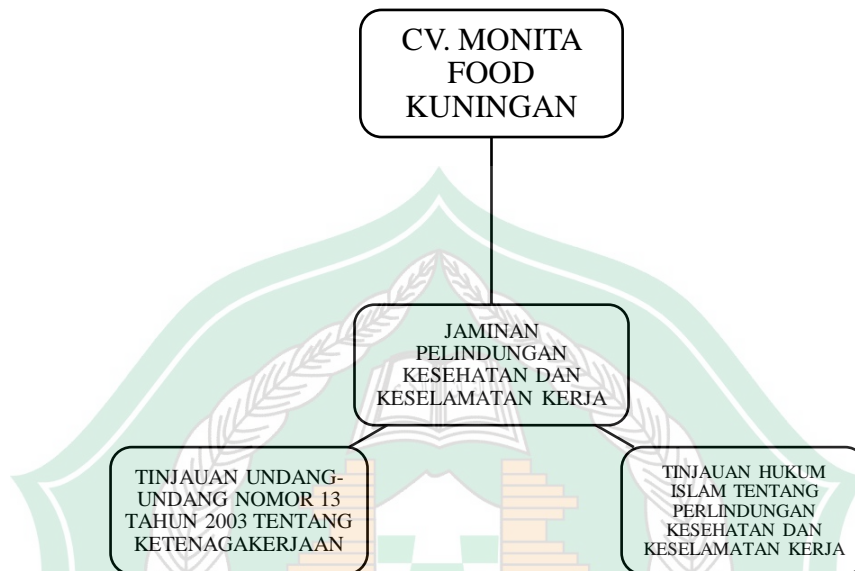 CV. MONITA
FOOD
KUNINGAN
JAMINAN
PELINDUNGAN
KESEHATAN DAN
KESELAMATAN KERJA
TINJAUAN UNDANG-
UNDANG NOMOR 13
TAHUN 2003 TENTANG
KETENAGAKERJAAN
TINJAUAN HUKUM
ISLAM TENTANG
PERLINDUNGAN
KESEHATAN DAN
KESELAMATAN KERJA